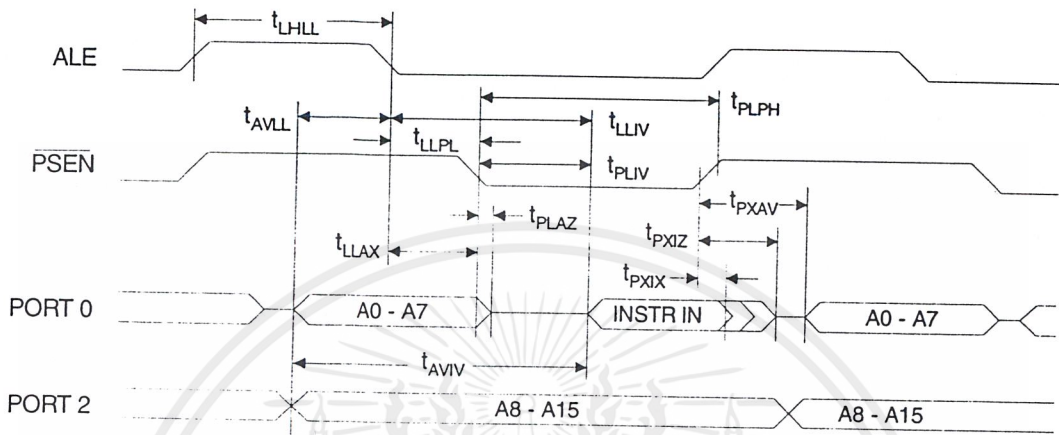 tLHLL
ALE
tAVLL
tLLPL
tLLIV
tPLPH
PSEN
tPLIV
tPLAZ
tPXAV
tLLAX
tPXIZ
tPXIX
PORT 0
A0 - A7
INSTR IN
A0 - A7
tAVIV
PORT 2
A8 - A15
A8 - A15